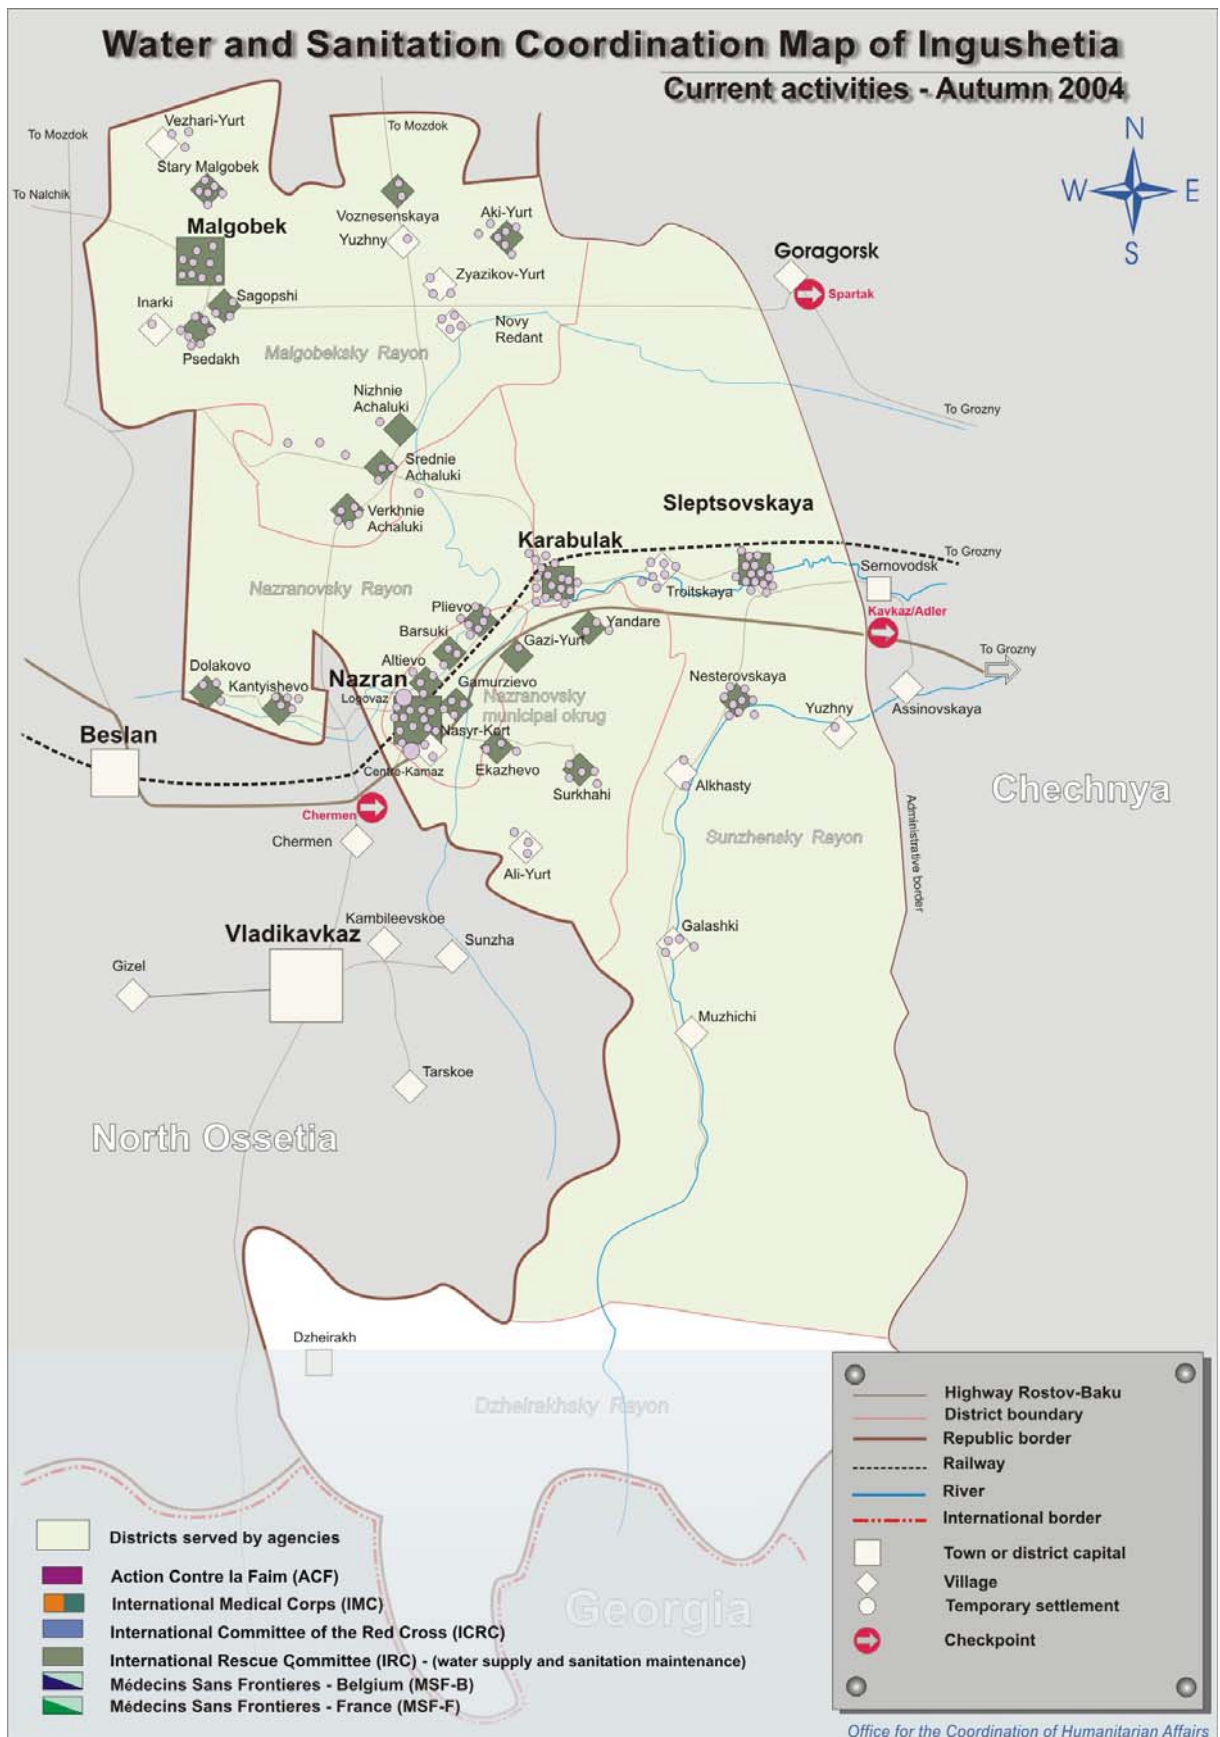 Water and Sanitation Coordination Map of Ingushetia
Current activities - Autumn 2004
To Mozdok
To Nalchik
To Mozdok
N
W
E
S
Vezhari-Yurt
Stary Malgobek
Malgobek
Voznesenskaya
Yuzhny
Aki-Yurt
Zyazikov-Yurt
Goragorsk
Spartak
Inarki
Sagopshi
Novy
Redant
Psedakh
Malgobeksky Rayon
Nizhnie
Achaluki
To Grozny
Srednie
Achaluki
Verkhnie
Achaluki
Sleptsovskaya
Karabulak
To Grozny
Sernovodsk
Troitskaya
Nazranovsky Rayon
Plievo
Kavkaz/Adler
Barsuki
Gazi-Yurt
Yandare
To Grozny
Altievo
Dolakovo
Kantyishevo
Nazran
Gamurzievo
Logovaz
Nazranovsky
municipal okrug
Nesterovskaya
Yuzhny
Assinovskaya
Beslan
Nasyr-Kort
Centre-Kamaz
Ekazhevo
Surkhahi
Alkhasty
Chechnya
Chermen
Chermen
Sunzhensky Rayon
Administrative border
Ali-Yurt
Kambileevskoe
Vladikavkaz
Sunzha
Galashki
Gizel
Muzhichi
Tarskoe
North Ossetia
Dzheirakh
Dzheirakhsky Rayon
Georgia
Districts served by agencies
Action Contre la Faim (ACF)
International Medical Corps (IMC)
International Committee of the Red Cross (ICRC)
International Rescue Committee (IRC) - (water supply and sanitation maintenance)
Médecins Sans Frontieres - Belgium (MSF-B)
Médecins Sans Frontieres - France (MSF-F)
Highway Rostov-Baku
District boundary
Republic border
Railway
River
International border
Town or district capital
Village
Temporary settlement
Checkpoint
Office for the Coordination of Humanitarian Affairs